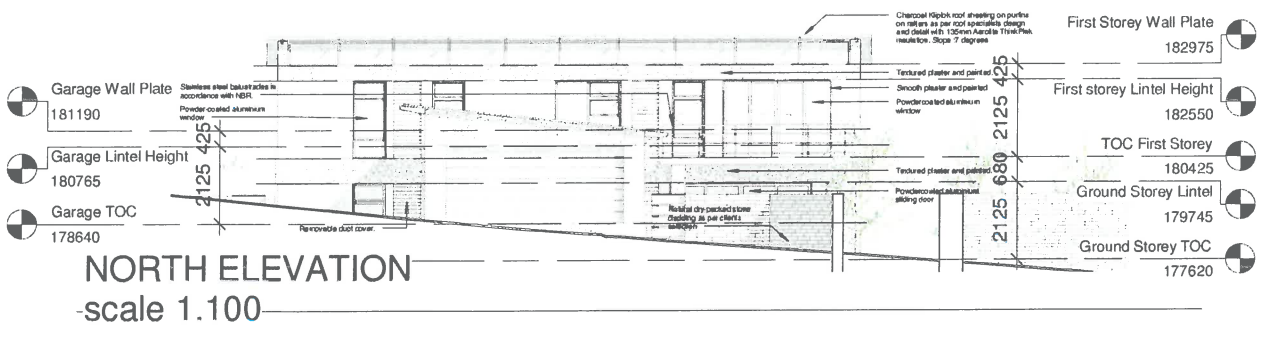 Charcoal Kliplok roof sheeting on purlins
on rafters as per roof specialists design
and detail with 135mm Aerolite ThinkPink
insulation. Slope 7 degrees
First Storey Wall Plate
182975
Textured plaster and painted.
425
Garage Wall Plate
181190
Stainless steel balustrades in
accordance with NBR.
Powder-coated aluminium
window
Smooth plaster and painted
Powdercoated aluminium
window
First storey Lintel Height
182550
2125
425
Garage Lintel Height
180765
TOC First Storey
180425
2125
680
Textured plaster and painted.
Powdercoated aluminium
sliding door
Ground Storey Lintel
179745
Garage TOC
178640
Removable duct cover.
Natural dry-packed stone
cladding as per clients
selection
2125
Ground Storey TOC
177620
NORTH ELEVATION
scale 1.100